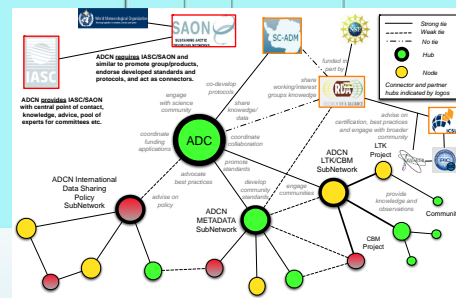 World Meteorological Organization
SAON
SUSTAINING ARCTIC
OBSERVING NETWORKS
IASC
SC-ADM
NSF
Strong tie
Weak tie
No tie
Hub
Node
Connector and partner
hubs indicated by logos
ADCN requires IASC/SAON and
similar to promote group/products,
endorse developed standards and
protocols, and act as connectors.
ADCN provides IASC/SAON
with central point of contact,
knowledge, advice, pool of
experts for committees etc.
co-develop
protocols
funded in
part by
engage
with science
community
share
knowledge/
data
share
working/interest
groups knowledge
RESEARCH DATA ALLIANCE
advise on
certification, best practices
and engage with broader
community
ICSU
coordinate
funding
applications
ADC
coordinate
collaboration
promote
standards
ADCN
LTK/CBM
SubNetwork
LTK
Project
advocate
best practices
ADCN International
Data Sharing
Policy
SubNetwork
advise on
policy
ADCN
METADATA
SubNetwork
develop
community
standards
engage
communities
provide
knowledge and
observations
Community
CBM
Project